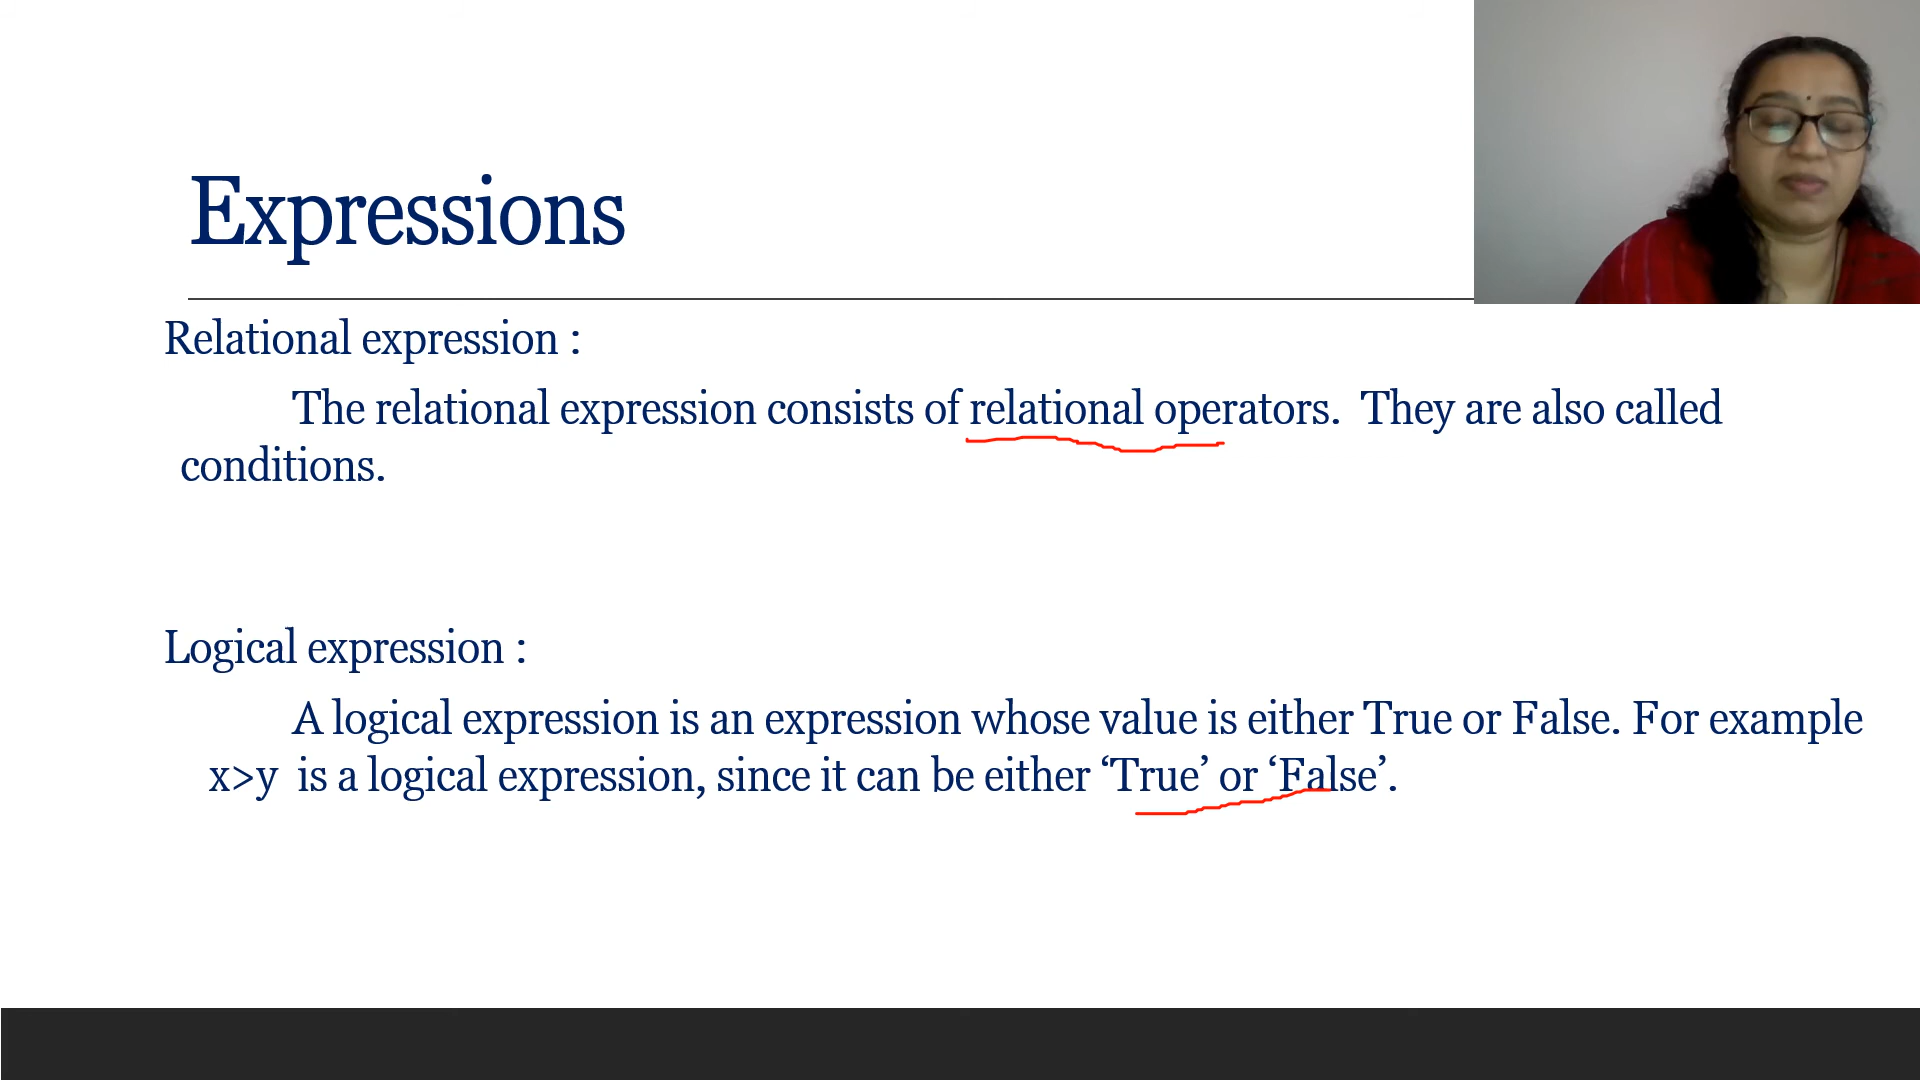 Expressions
Relational expression :
The relational expression consists of relational operators. They are also called
conditions.
Logical expression :
A logical expression is an expression whose value is either True or False. For example
x>y is a logical expression, since it can be either ‘True’ or ‘False’.